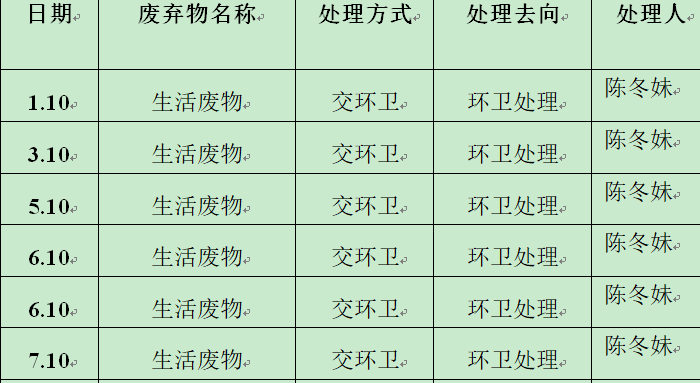 日期 废弃物名称 处理方式 处理去向 处理人
1.10 生活废物 交环卫 环卫处理 陈冬妹
3.10 生活废物 交环卫 环卫处理 陈冬妹
5.10 生活废物 交环卫 环卫处理 陈冬妹
6.10 生活废物 交环卫 环卫处理 陈冬妹
6.10 生活废物 交环卫 环卫处理 陈冬妹
7.10 生活废物 交环卫 环卫处理 陈冬妹